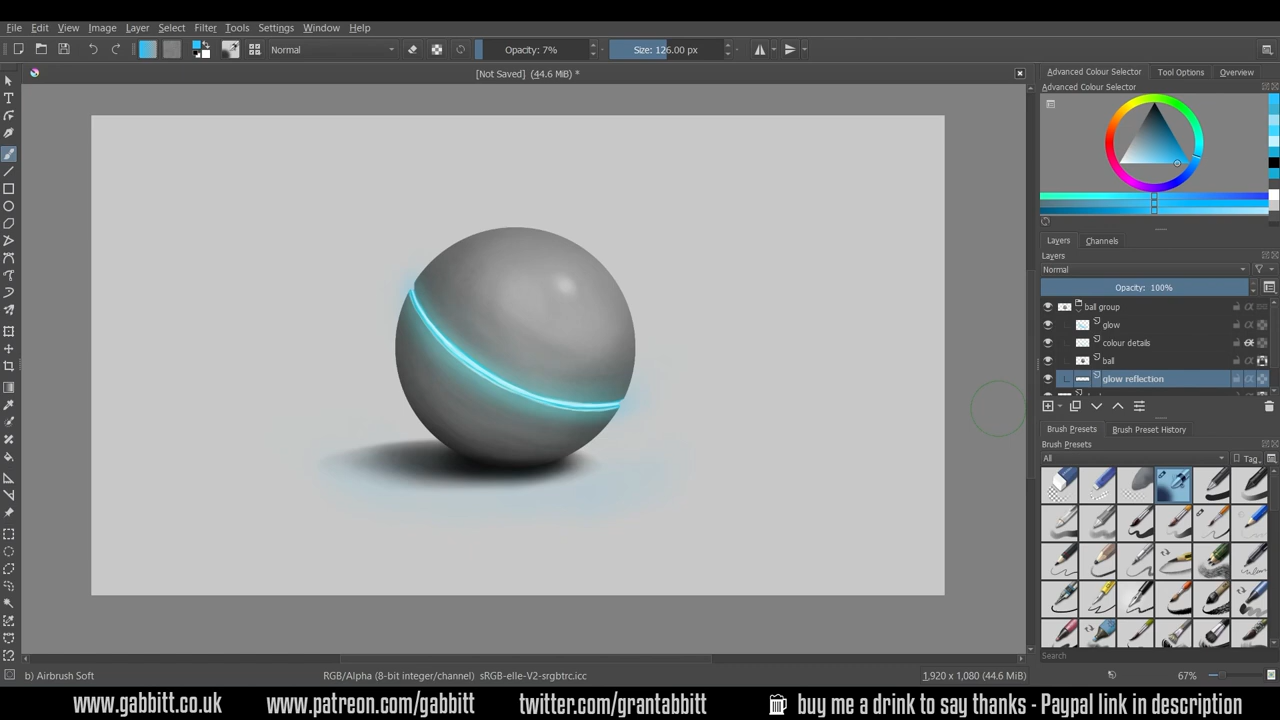 File Edit View Image Layer Select Filter Tools Settings Window Help
Normal Opacity: 7% Size: 126.00 px
[Not Saved] (44.6 MiB) *
Advanced Colour Selector Tool Options Overview
Advanced Colour Selector
Layers Channels
Layers
Normal
Opacity: 100%
ball group
glow
colour details
ball
glow reflection
Brush Presets Brush Preset History
Brush Presets
All Tag
Search
b) Airbrush Soft RGB/Alpha (8-bit integer/channel) sRGB-elle-V2-srgbtrc.icc 1,920 x 1,080 (44.6 MiB) 67%
www.gabbitt.co.uk www.patreon.com/gabbitt twitter.com/grantabbitt buy me a drink to say thanks - Paypal link in description